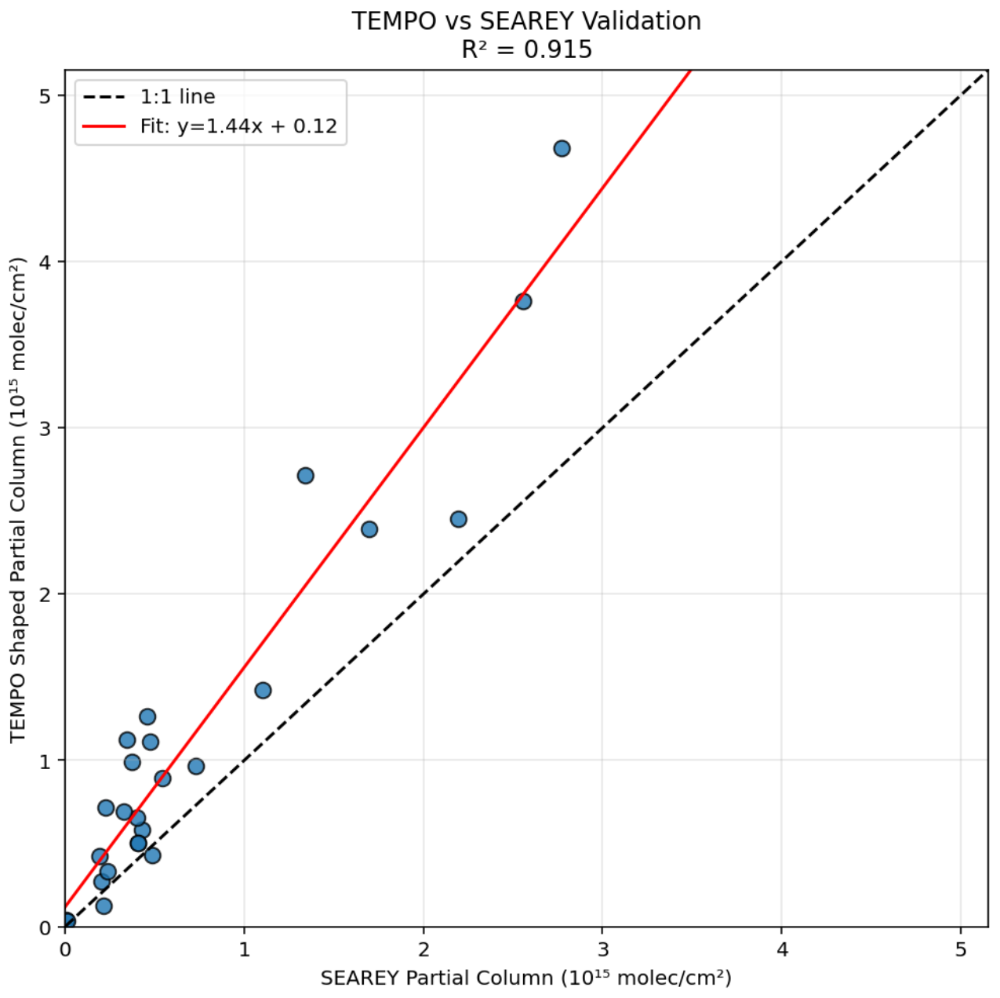 TEMPO vs SEAREY Validation
R² = 0.915
1:1 line
Fit: y=1.44x + 0.12
TEMPO Shaped Partial Column (10¹⁵ molec/cm²)
5
4
3
2
1
0
0 1 2 3 4 5
SEAREY Partial Column (10¹⁵ molec/cm²)